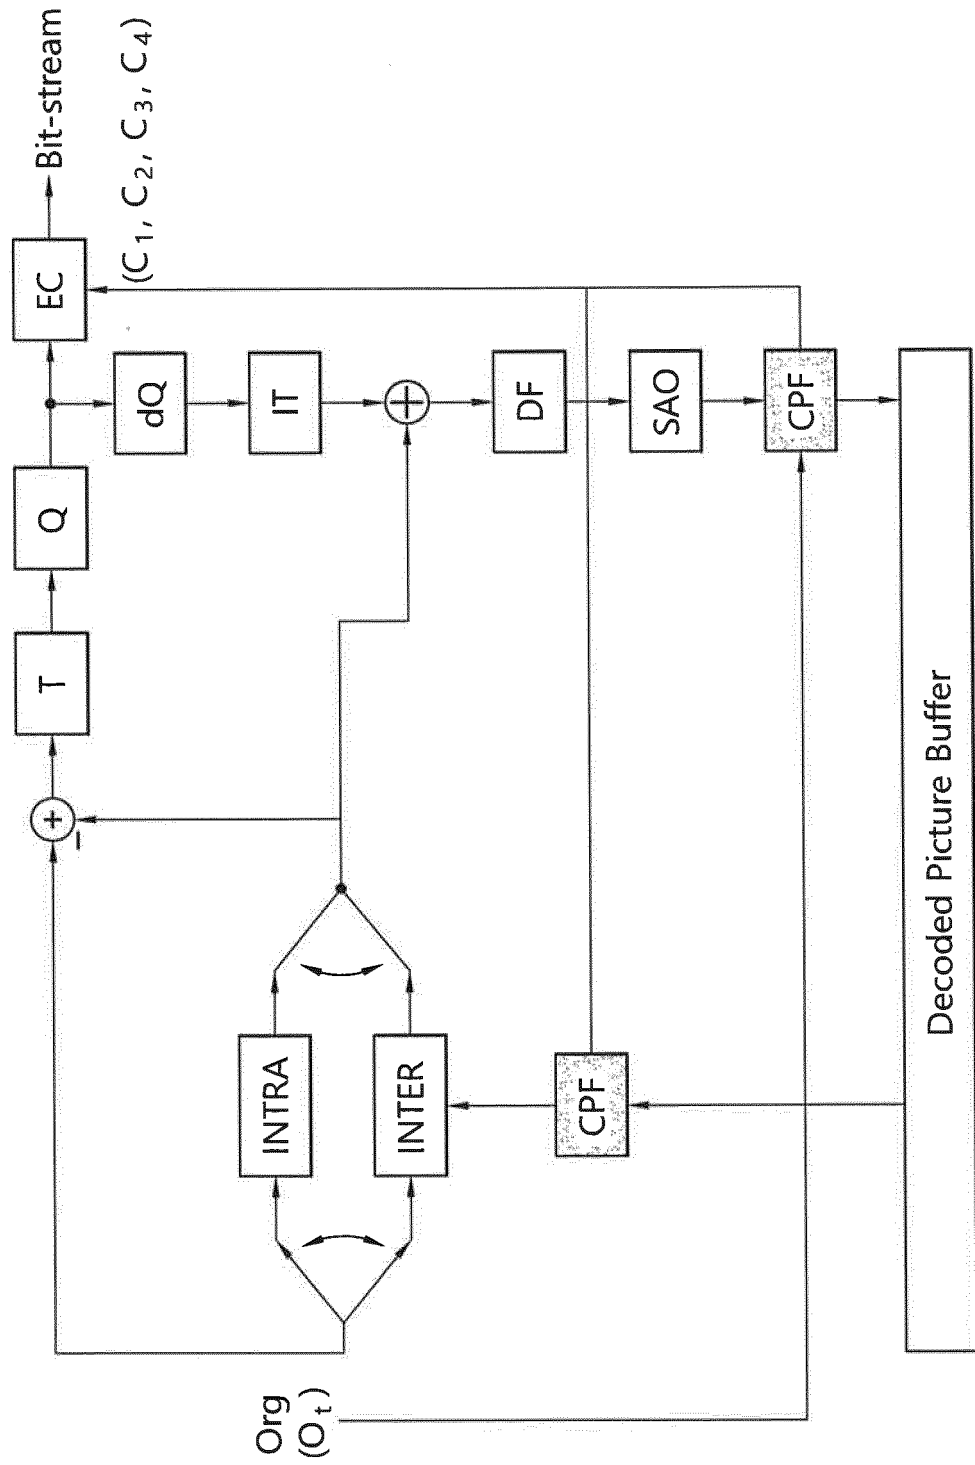 Org
(Oₜ)
INTRA
INTER
CPF
+
−
T
Q
EC
Bit-stream
(C₁, C₂, C₃, C₄)
dQ
IT
+
DF
SAO
CPF
Decoded Picture Buffer